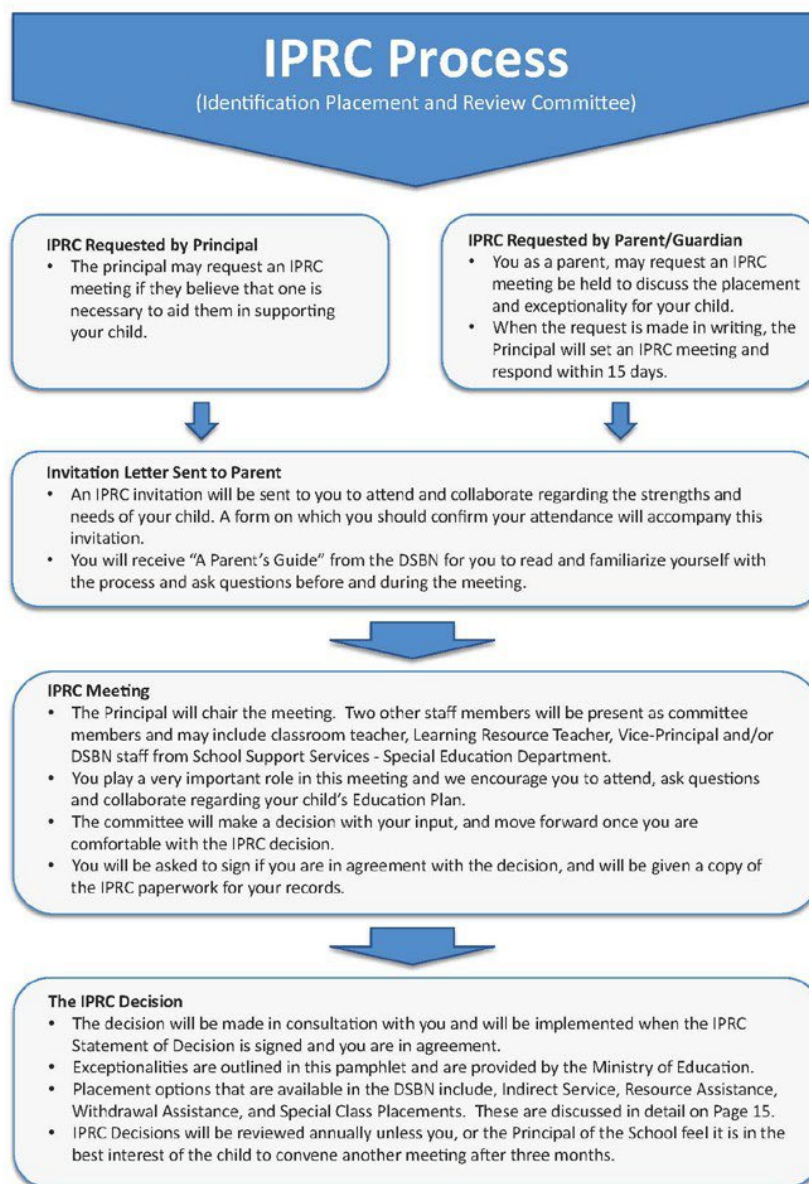 IPRC Process
(Identification Placement and Review Committee)
IPRC Requested by Principal
• The principal may request an IPRC
meeting if they believe that one is
necessary to aid them in supporting
your child.
IPRC Requested by Parent/Guardian
• You as a parent, may request an IPRC
meeting be held to discuss the placement
and exceptionality for your child.
• When the request is made in writing, the
Principal will set an IPRC meeting and
respond within 15 days.
Invitation Letter Sent to Parent
• An IPRC invitation will be sent to you to attend and collaborate regarding the strengths and
needs of your child. A form on which you should confirm your attendance will accompany this
invitation.
• You will receive “A Parent’s Guide” from the DSBN for you to read and familiarize yourself with
the process and ask questions before and during the meeting.
IPRC Meeting
• The Principal will chair the meeting. Two other staff members will be present as committee
members and may include classroom teacher, Learning Resource Teacher, Vice-Principal and/or
DSBN staff from School Support Services - Special Education Department.
• You play a very important role in this meeting and we encourage you to attend, ask questions
and collaborate regarding your child’s Education Plan.
• The committee will make a decision with your input, and move forward once you are
comfortable with the IPRC decision.
• You will be asked to sign if you are in agreement with the decision, and will be given a copy of
the IPRC paperwork for your records.
The IPRC Decision
• The decision will be made in consultation with you and will be implemented when the IPRC
Statement of Decision is signed and you are in agreement.
• Exceptionalities are outlined in this pamphlet and are provided by the Ministry of Education.
• Placement options that are available in the DSBN include, Indirect Service, Resource Assistance,
Withdrawal Assistance, and Special Class Placements. These are discussed in detail on Page 15.
• IPRC Decisions will be reviewed annually unless you, or the Principal of the School feel it is in the
best interest of the child to convene another meeting after three months.